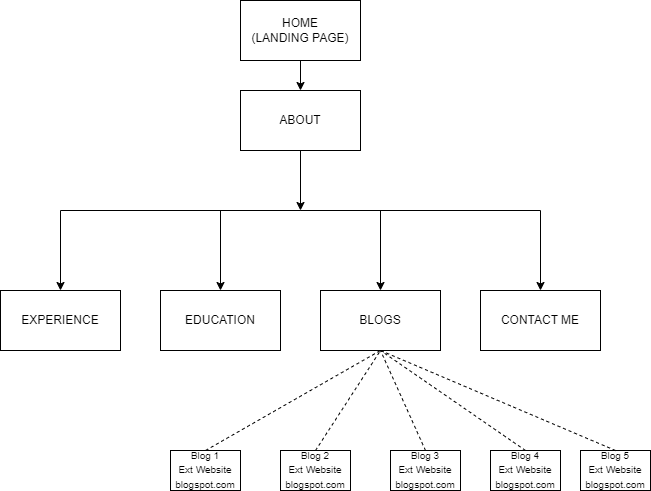 HOME
(LANDING PAGE)
ABOUT
EXPERIENCE
EDUCATION
BLOGS
CONTACT ME
Blog 1
Ext Website
blogspot.com
Blog 2
Ext Website
blogspot.com
Blog 3
Ext Website
blogspot.com
Blog 4
Ext Website
blogspot.com
Blog 5
Ext Website
blogspot.com